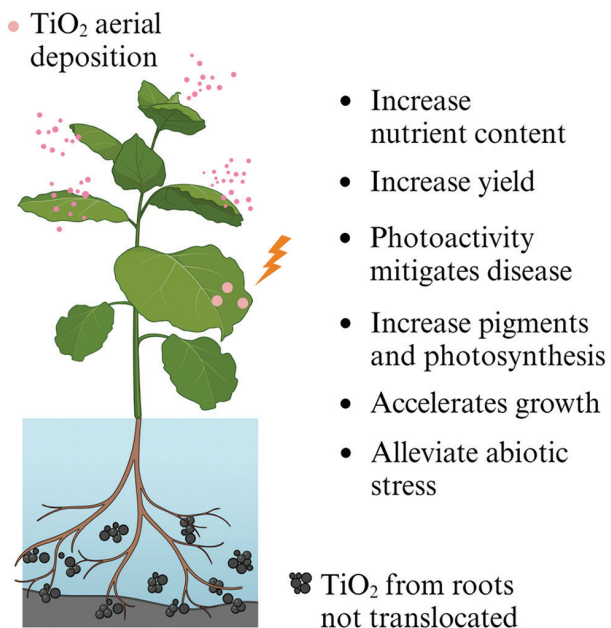 TiO₂ aerial
deposition
• Increase
nutrient content
• Increase yield
• Photoactivity
mitigates disease
• Increase pigments
and photosynthesis
• Accelerates growth
• Alleviate abiotic
stress
TiO₂ from roots
not translocated